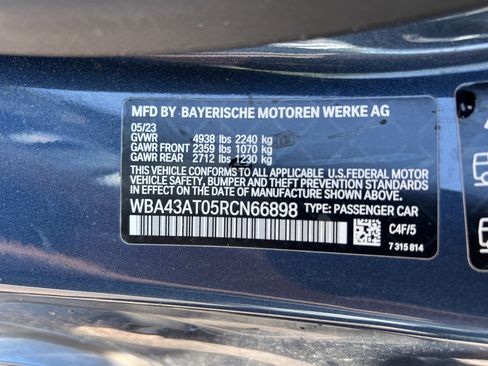 MFD BY BAYERISCHE MOTOREN WERKE AG
05/23
GVWR 4938 lbs 2240 kg
GAWR FRONT 2359 lbs 1070 kg
GAWR REAR 2712 lbs 1230 kg
THIS VEHICLE CONFORMS TO ALL APPLICABLE U.S.FEDERAL MOTOR
VEHICLE SAFETY, BUMPER, AND THEFT PREVENTION STANDARDS
IN EFFECT ON THE DATE OF MANUFACTURE SHOWN ABOVE.
WBA43AT05RCN66898 TYPE: PASSENGER CAR
C4F/5
7 315 814